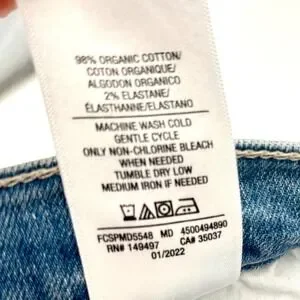 98% ORGANIC COTTON/
COTON ORGANIQUE/
ALGODON ORGANICO
2% ELASTANE/
ÉLASTHANNE/ELASTANO
MACHINE WASH COLD
GENTLE CYCLE
ONLY NON-CHLORINE BLEACH
WHEN NEEDED
TUMBLE DRY LOW
MEDIUM IRON IF NEEDED
FCSPMD5548 MD 4500494890
RN# 149497 CA# 35037
01/2022